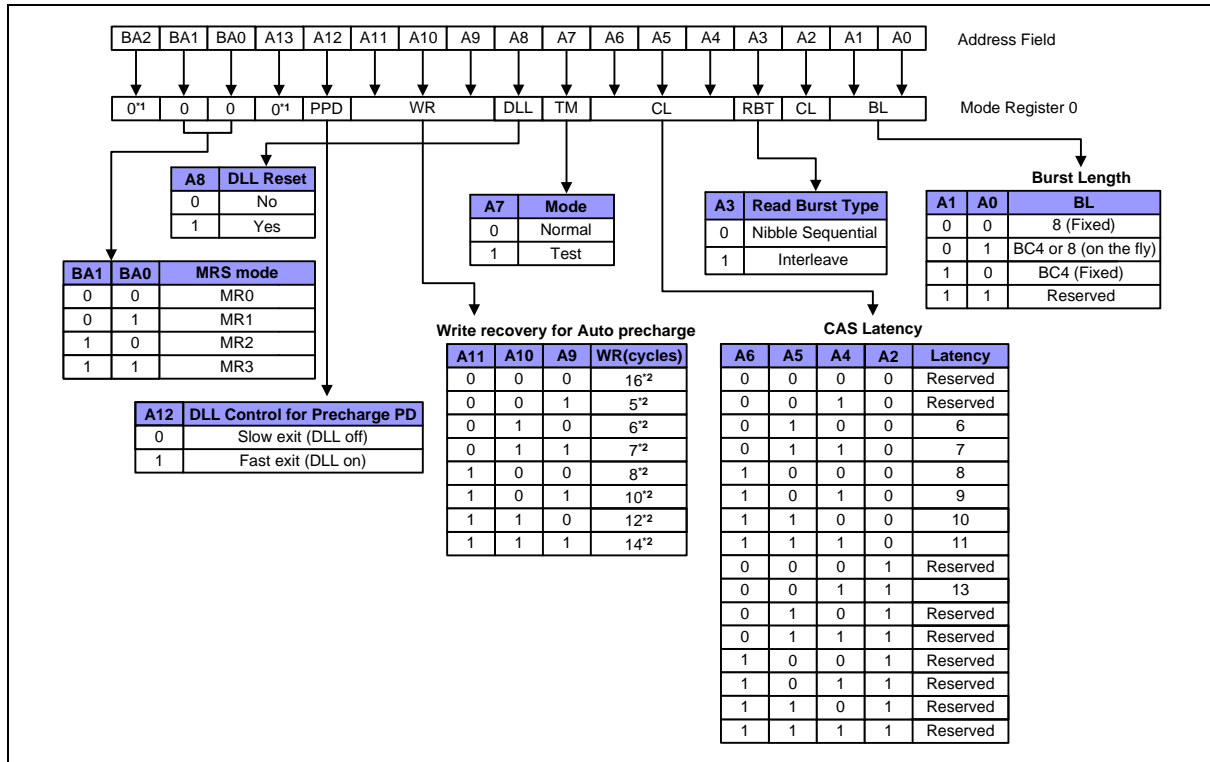 BA2 BA1 BA0 A13 A12 A11 A10 A9 A8 A7 A6 A5 A4 A3 A2 A1 A0 Address Field
0*1 0 0 0*1 PPD WR DLL TM CL RBT CL BL Mode Register 0
A8 DLL Reset
0 No
1 Yes
A7 Mode
0 Normal
1 Test
A3 Read Burst Type
0 Nibble Sequential
1 Interleave
Burst Length
A1 A0 BL
0 0 8 (Fixed)
0 1 BC4 or 8 (on the fly)
1 0 BC4 (Fixed)
1 1 Reserved
BA1 BA0 MRS mode
0 0 MR0
0 1 MR1
1 0 MR2
1 1 MR3
A12 DLL Control for Precharge PD
0 Slow exit (DLL off)
1 Fast exit (DLL on)
Write recovery for Auto precharge
A11 A10 A9 WR(cycles)
0 0 0 16*2
0 0 1 5*2
0 1 0 6*2
0 1 1 7*2
1 0 0 8*2
1 0 1 10*2
1 1 0 12*2
1 1 1 14*2
CAS Latency
A6 A5 A4 A2 Latency
0 0 0 0 Reserved
0 0 1 0 Reserved
0 1 0 0 6
0 1 1 0 7
1 0 0 0 8
1 0 1 0 9
1 1 0 0 10
1 1 1 0 11
0 0 0 1 Reserved
0 0 1 1 13
0 1 0 1 Reserved
0 1 1 1 Reserved
1 0 0 1 Reserved
1 0 1 1 Reserved
1 1 0 1 Reserved
1 1 1 1 Reserved